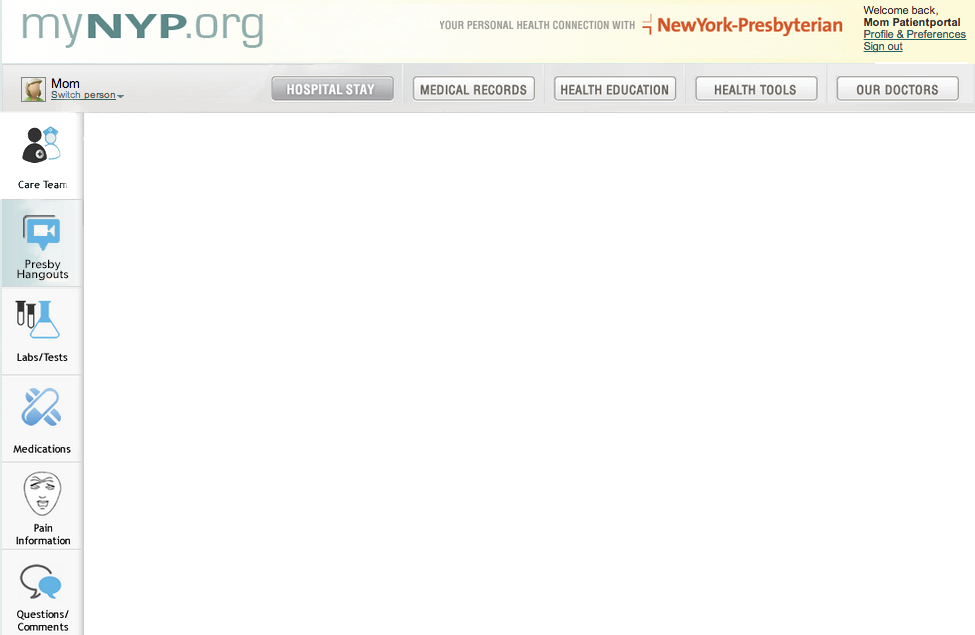 myNYP.org
YOUR PERSONAL HEALTH CONNECTION WITH NewYork-Presbyterian
Welcome back,
Mom Patientportal
Profile & Preferences
Sign out
Mom
Switch person
HOSPITAL STAY
MEDICAL RECORDS
HEALTH EDUCATION
HEALTH TOOLS
OUR DOCTORS
Care Team
Presby
Hangouts
Labs/Tests
Medications
Pain
Information
Questions/
Comments